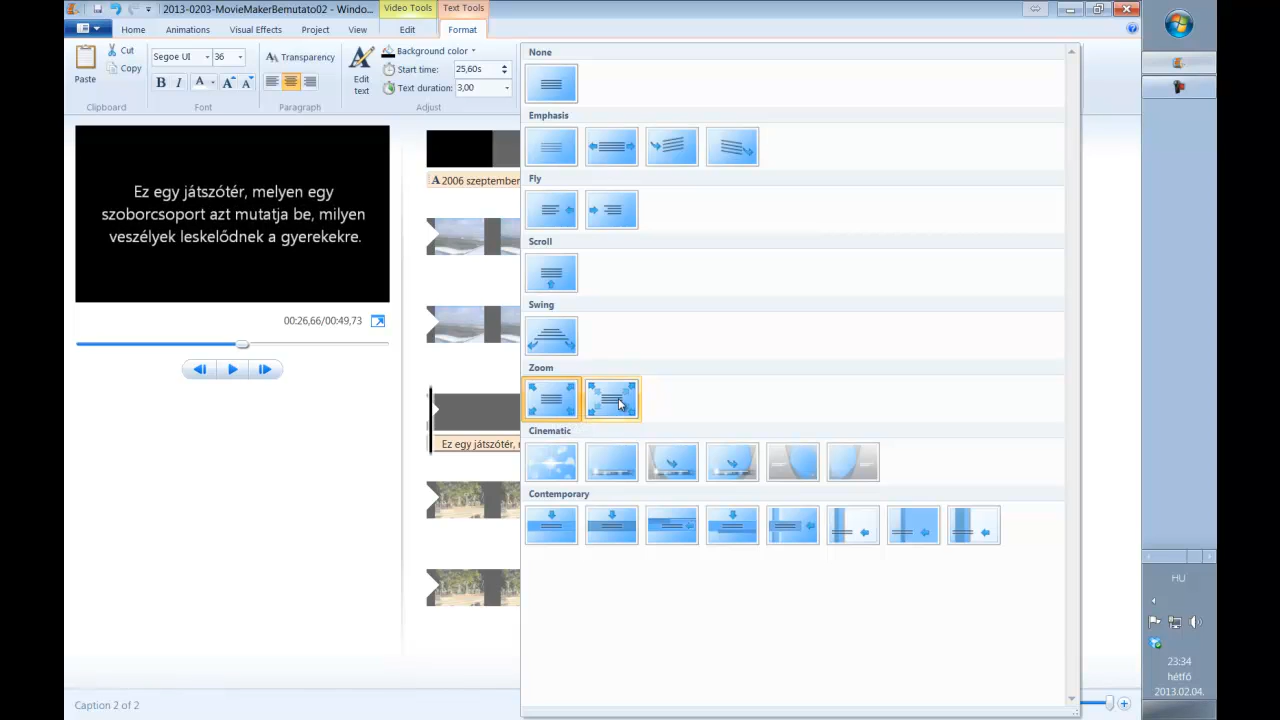 2013-0203-MovieMakerBemutato02 - Windo...
Video Tools
Text Tools
Home
Animations
Visual Effects
Project
View
Edit
Format
Paste
Cut
Copy
Clipboard
Segoe UI
36
B I A A A
Font
Transparency
Paragraph
Edit
text
Background color
Start time: 25,60s
Text duration: 3,00
Adjust
None
Emphasis
Fly
Scroll
Swing
Zoom
Cinematic
Contemporary
Ez egy játszótér, melyen egy
szoborcsoport azt mutatja be, milyen
veszélyek leskelődnek a gyerekekre.
00:26,66/00:49,73
A 2006 szeptember
Ez egy játszótér,
Caption 2 of 2
HU
23:34
hétfő
2013.02.04.